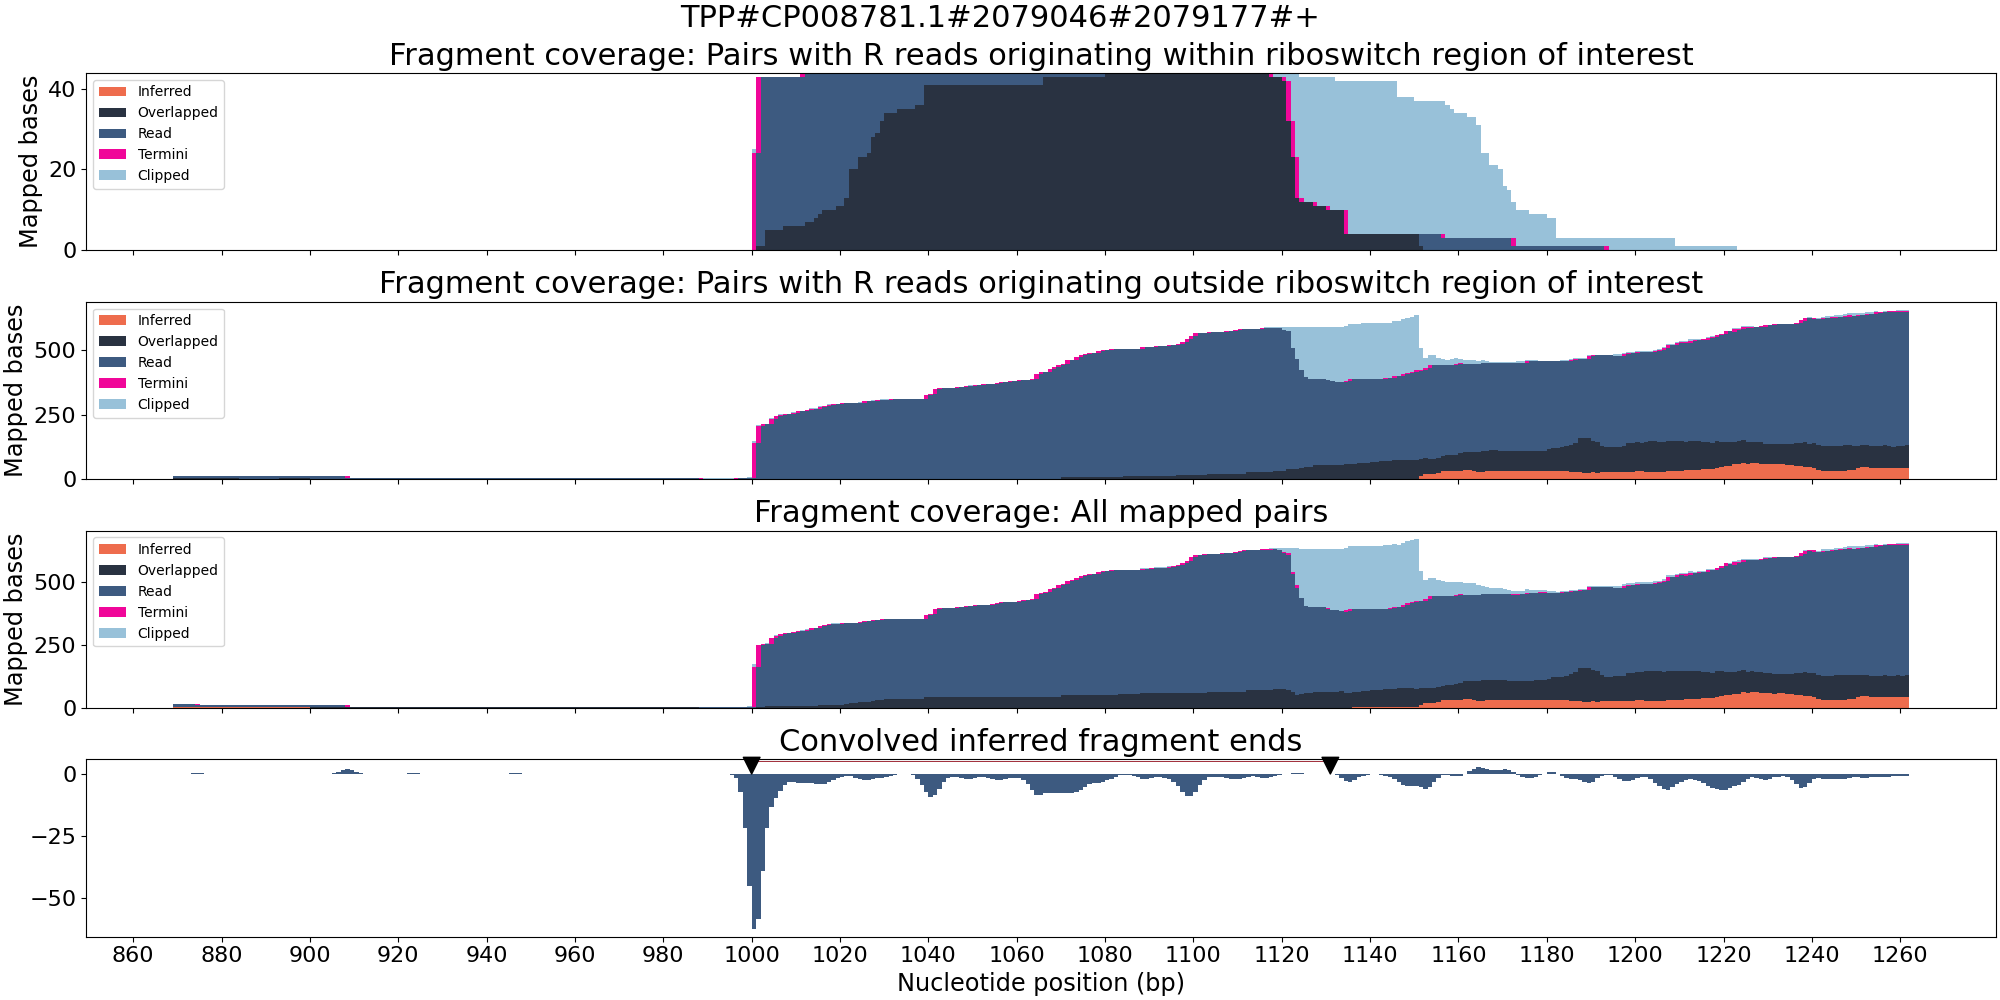 TPP#CP008781.1#2079046#2079177#+
Fragment coverage: Pairs with R reads originating within riboswitch region of interest
Mapped bases
40
20
0
Inferred
Overlapped
Read
Termini
Clipped
Fragment coverage: Pairs with R reads originating outside riboswitch region of interest
Mapped bases
500
250
0
Inferred
Overlapped
Read
Termini
Clipped
Fragment coverage: All mapped pairs
Mapped bases
500
250
0
Inferred
Overlapped
Read
Termini
Clipped
Convolved inferred fragment ends
0
−25
−50
860 880 900 920 940 960 980 1000 1020 1040 1060 1080 1100 1120 1140 1160 1180 1200 1220 1240 1260
Nucleotide position (bp)